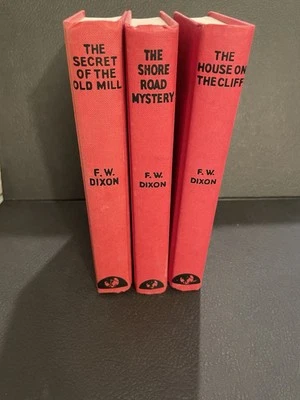 THE
SECRET
OF THE
OLD MILL
F. W.
DIXON
THE
SHORE
ROAD
MYSTERY
F. W.
DIXON
THE
HOUSE ON
THE CLIFF
F. W.
DIXON